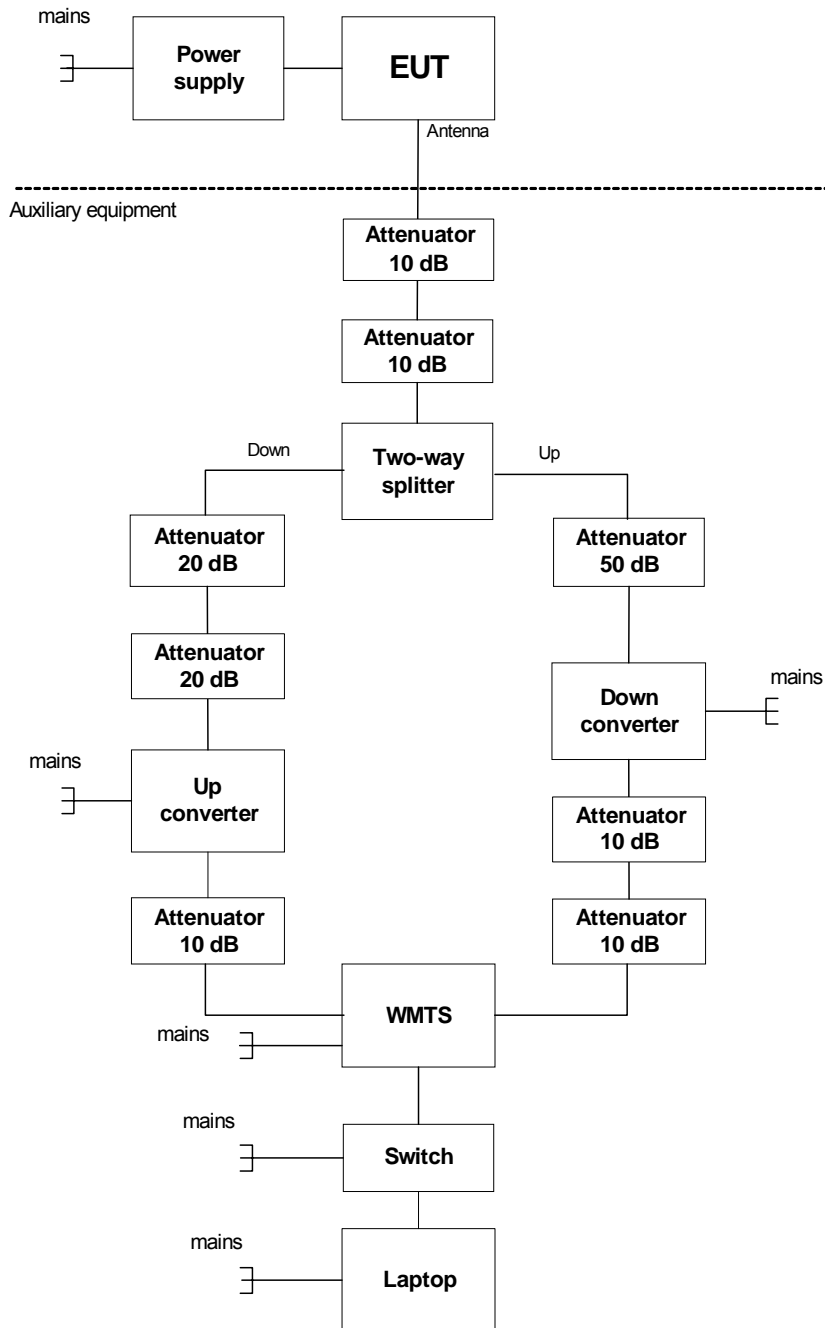 mains
Power
supply
EUT
Antenna
Auxiliary equipment
Attenuator
10 dB
Attenuator
10 dB
Down
Two-way
splitter
Up
Attenuator
20 dB
Attenuator
50 dB
Attenuator
20 dB
Down
converter
mains
mains
Up
converter
Attenuator
10 dB
Attenuator
10 dB
Attenuator
10 dB
WMTS
mains
mains
Switch
mains
Laptop